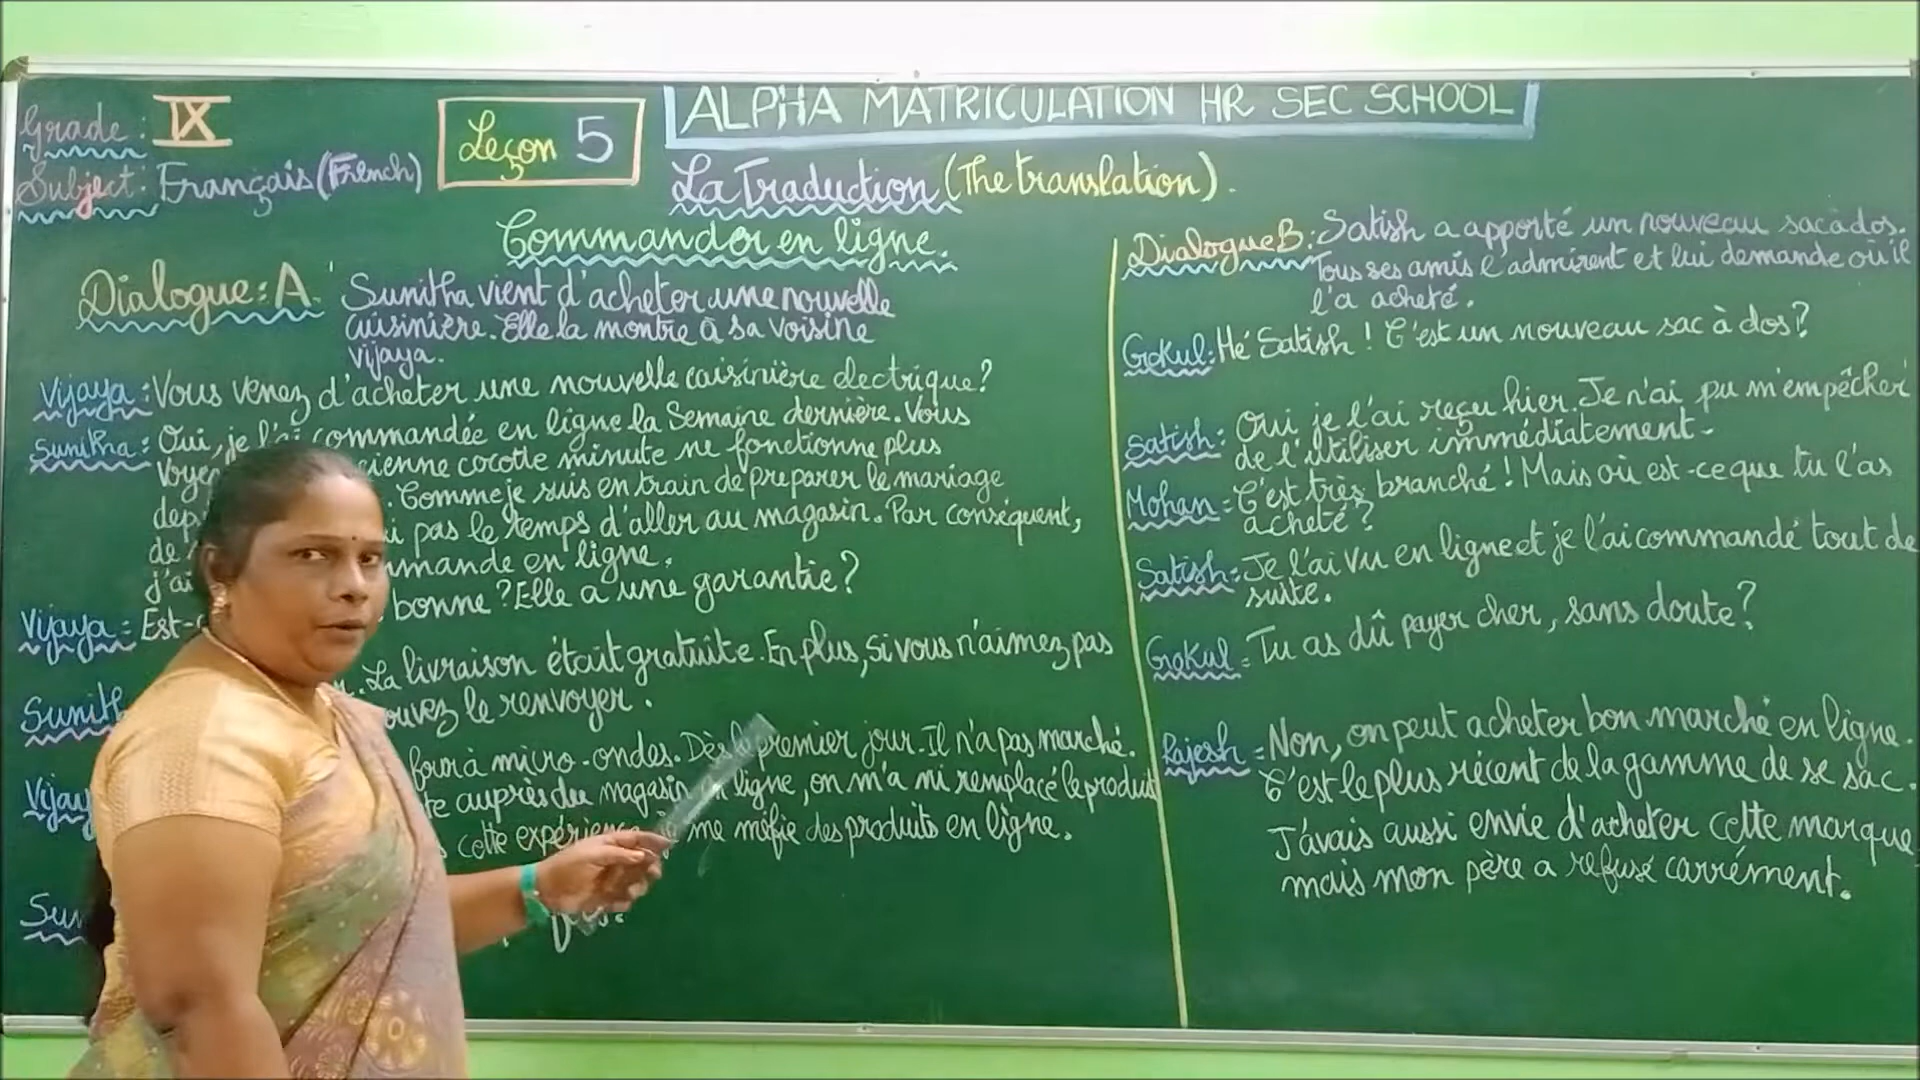 Grade: IX
Subject: Français (French)
Leçon 5
ALPHA MATRICULATION HR SEC SCHOOL
La Traduction (The translation).
Commander en ligne.
Dialogue: A. Sunitha vient d'acheter une nouvelle
cuisinière. Elle la montre à sa voisine
vijaya.
Vijaya: Vous venez d'acheter une nouvelle caisinière electrique?
Sunitha: Oui, je l'ai commandée en ligne la Semaine dernière. Vous
cocotte minute ne fonctionne plus
Comme je suis en train de preparer le mariage
de pas le temps d'aller au magasin. Par conséquent,
j'ai en ligne.
Vijaya: bonne? Elle a une garantie?
La livraison était gratuite. En plus, si vous n'aimez pas
le renvoyer.
four à micro-ondes. Dès le premier jour. Il n'a pas marché.
auprès du magasin ligne, on m'a ni remplacé le produit
cette expérience me méfie des produits en ligne.
Dialogue B: Satish a apporté un nouveau sac à dos.
Tous ses amis l'admirent et lui demande où il
l'a acheté.
Gokul: Hé Satish! C'est un nouveau sac à dos?
Satish: Oui je l'ai reçu hier. Je n'ai pu m'empêcher
de l'utiliser immédiatement.
Mohan: C'est très branché! Mais où est-ce que tu l'as
acheté?
Satish: Je l'ai vu en ligne et je l'ai commandé tout de
suite.
Gokul: Tu as dû payer cher, sans doute?
Rajesh: Non, on peut acheter bon marché en ligne.
C'est le plus récent de la gamme de se sac.
J'avais aussi envie d'acheter cette marque
mais mon père a refusé carrément.